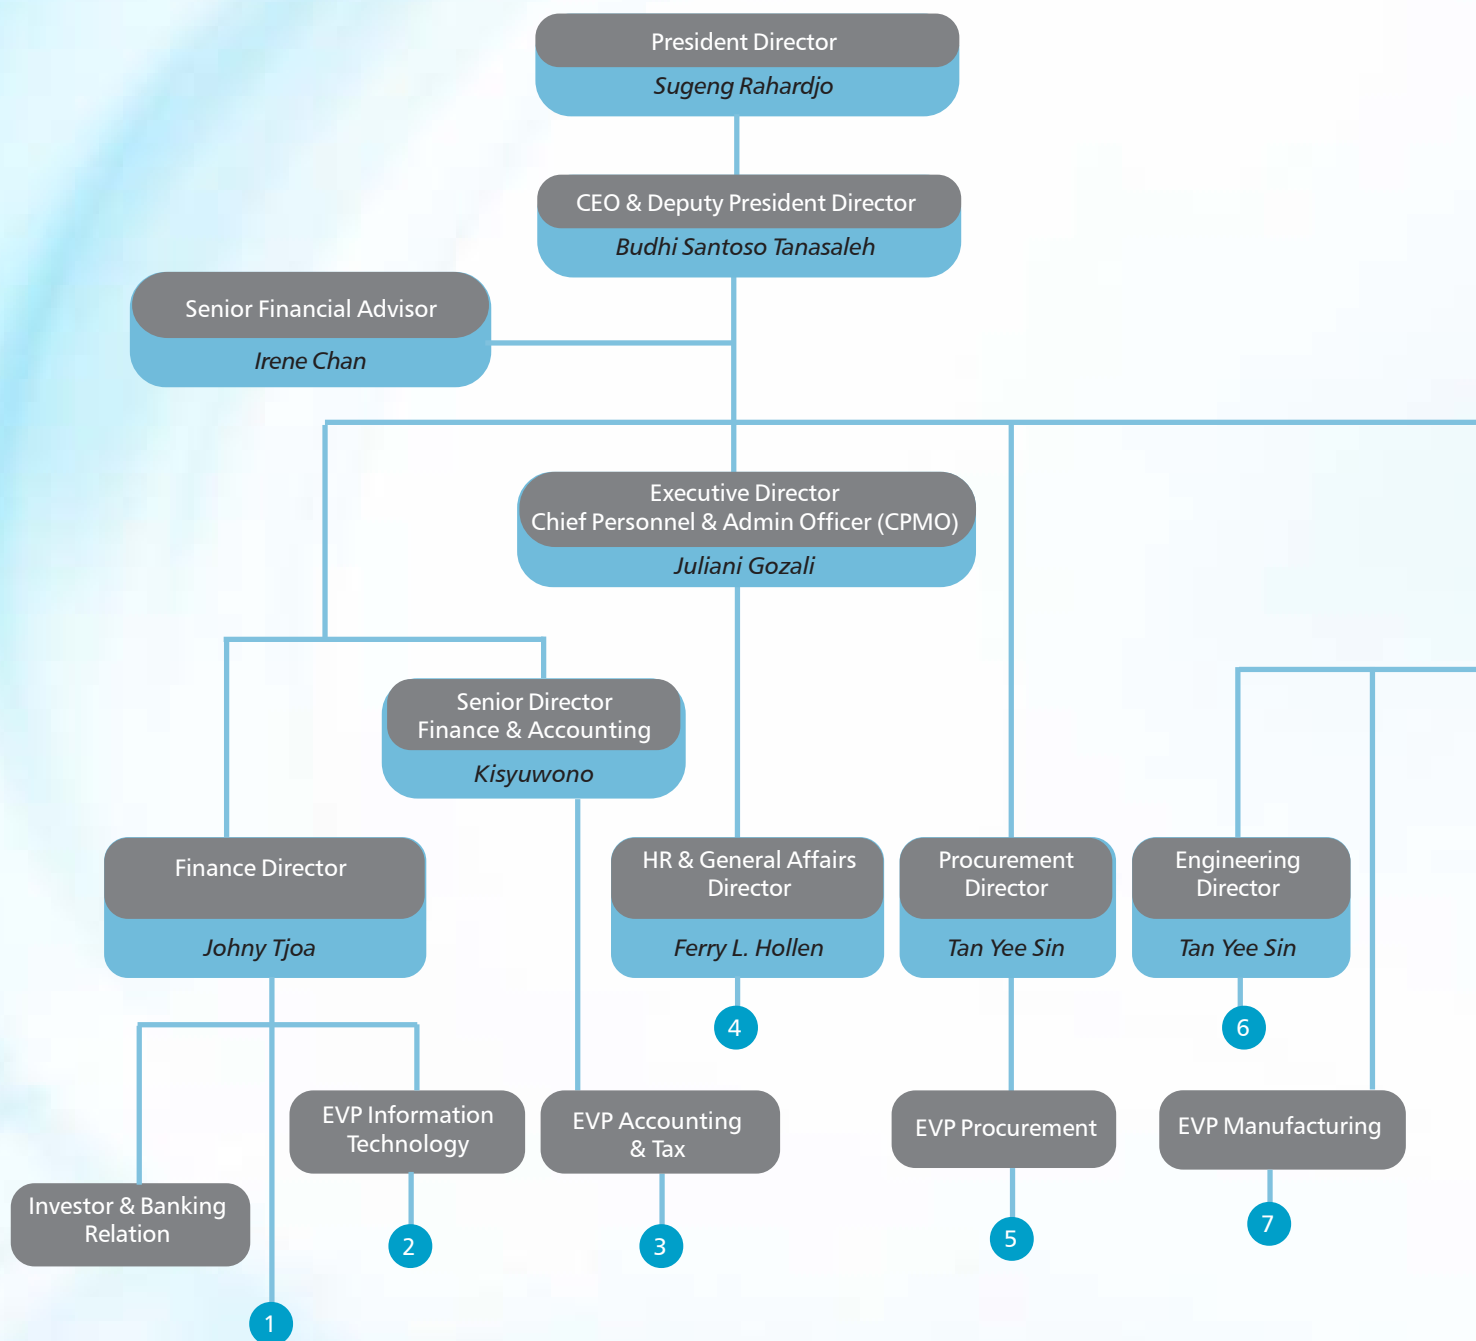 President Director
Sugeng Rahardjo
CEO & Deputy President Director
Budhi Santoso Tanasaleh
Senior Financial Advisor
Irene Chan
Executive Director
Chief Personnel & Admin Officer (CPMO)
Juliani Gozali
Senior Director
Finance & Accounting
Kisyuwono
Finance Director
Johny Tjoa
HR & General Affairs
Director
Ferry L. Hollen
Procurement
Director
Tan Yee Sin
Engineering
Director
Tan Yee Sin
4
6
EVP Information
Technology
EVP Accounting
& Tax
EVP Procurement
EVP Manufacturing
Investor & Banking
Relation
2
3
5
7
1